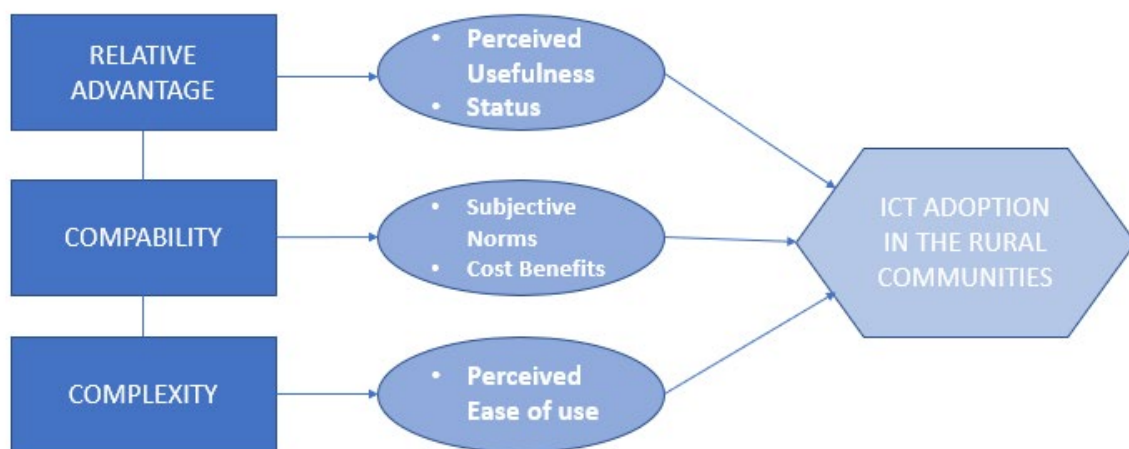 RELATIVE
ADVANTAGE
• Perceived
Usefulness
• Status
COMPABILITY
• Subjective
Norms
• Cost Benefits
COMPLEXITY
• Perceived
Ease of use
ICT ADOPTION
IN THE RURAL
COMMUNITIES